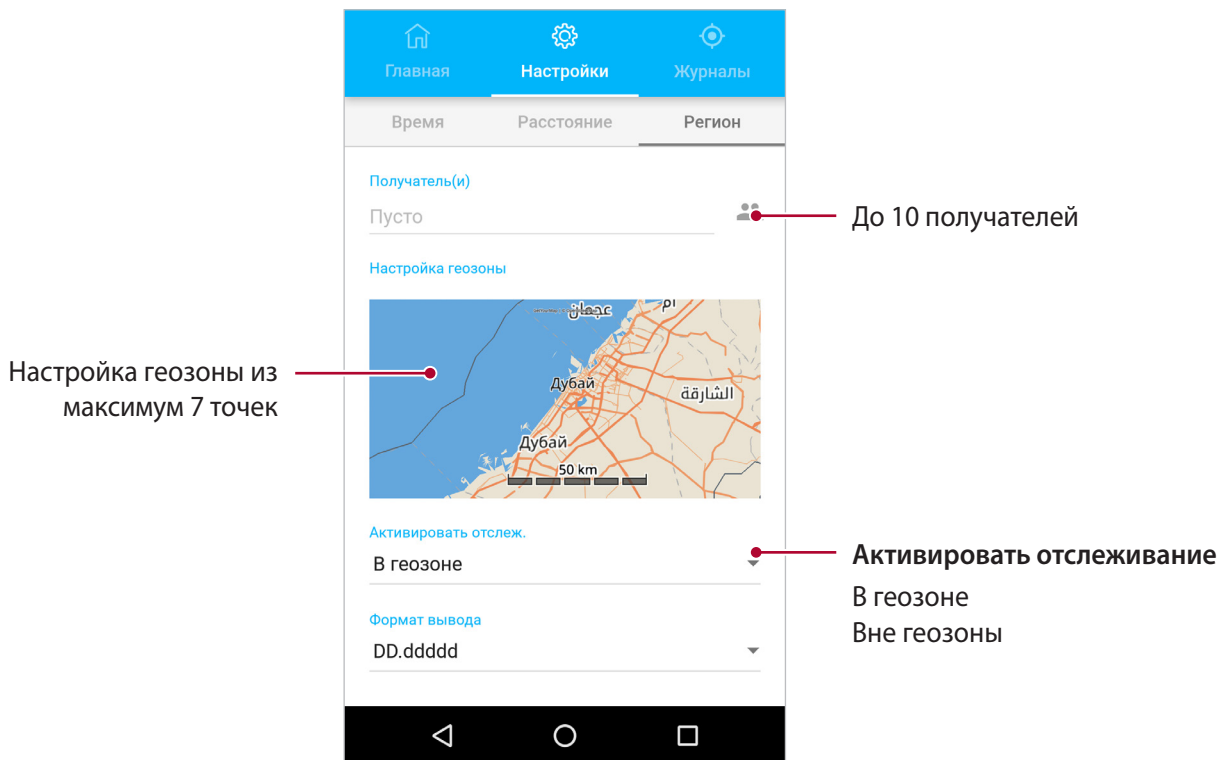 Главная
Настройки
Журналы
Время
Расстояние
Регион
Получатель(и)
Пусто
До 10 получателей
Настройка геозоны
عجمان
ام
Дубай
الشارقة
Дубай
50 km
Настройка геозоны из
максимум 7 точек
Активировать отслеж.
В геозоне
Активировать отслеживание
В геозоне
Вне геозоны
Формат вывода
DD.ddddd